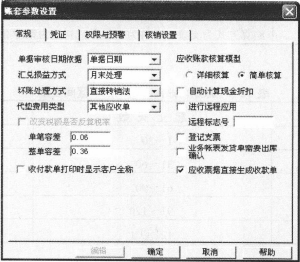 账套参数设置
常规 凭证 权限与预警 核销设置
单据审核日期依据 单据日期
汇兑损益方式 月末处理
坏账处理方式 直接转销法
代垫费用类型 其他应收单
改变税额是否反算税率
单笔容差 0.06
整单容差 0.36
收付款单打印时显示客户全称
应收账款核算模型
详细核算 简单核算
自动计算现金折扣
进行远程应用
远程标志号
登记支票
业务账表发货单需要出库
确认
应收票据直接生成收款单
编辑 确定 取消 帮助